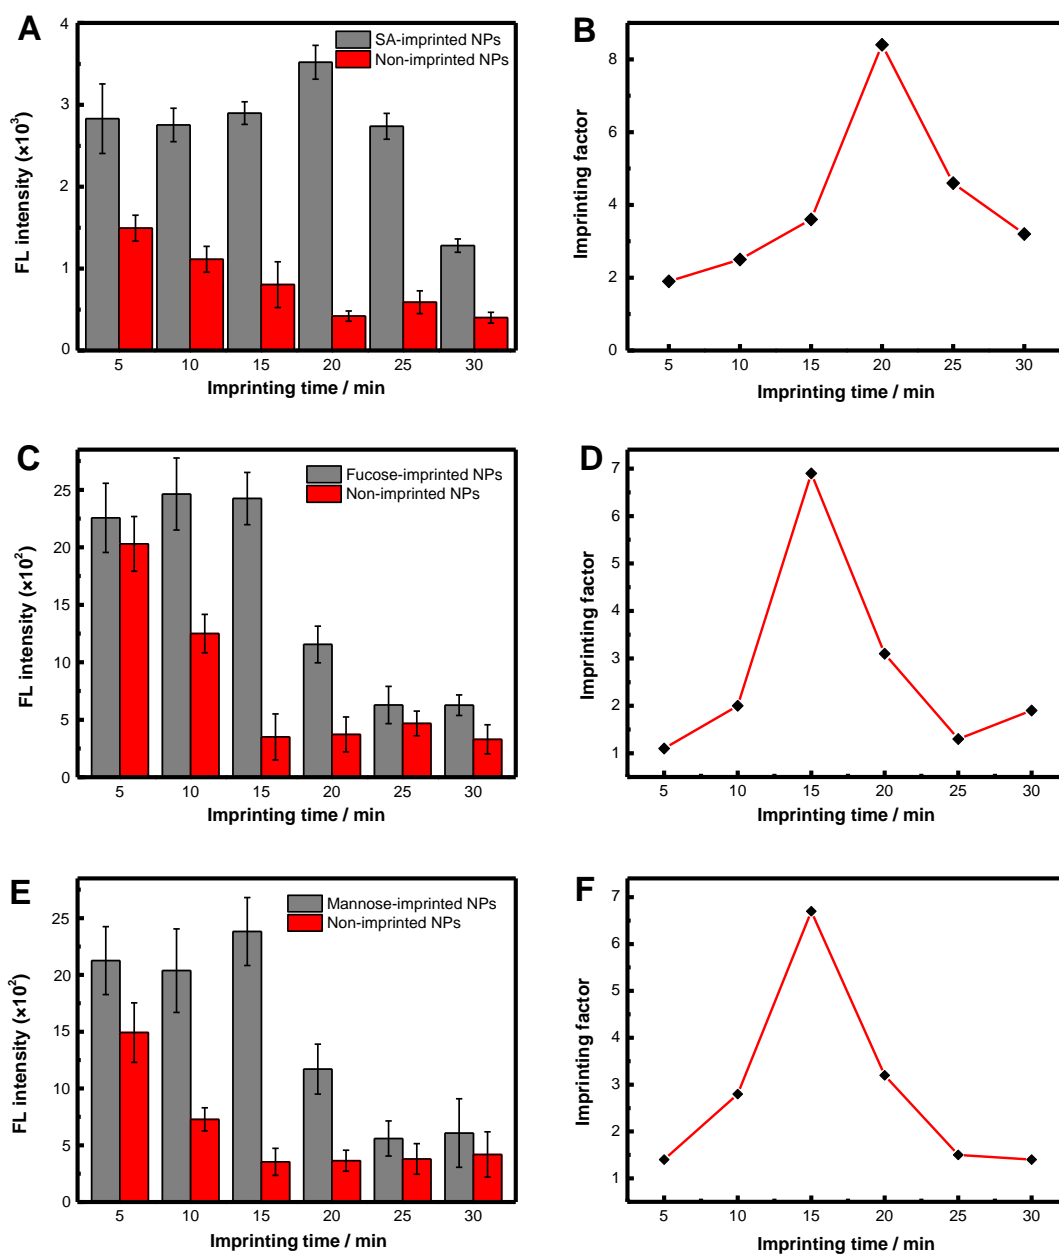 A
SA-imprinted NPs
Non-imprinted NPs
FL intensity (×10³)
4
3
2
1
0
5 10 15 20 25 30
Imprinting time / min
B
Imprinting factor
8
6
4
2
0
5 10 15 20 25 30
Imprinting time / min
C
Fucose-imprinted NPs
Non-imprinted NPs
FL intensity (×10²)
25
20
15
10
5
0
5 10 15 20 25 30
Imprinting time / min
D
Imprinting factor
7
6
5
4
3
2
1
5 10 15 20 25 30
Imprinting time / min
E
Mannose-imprinted NPs
Non-imprinted NPs
FL intensity (×10²)
25
20
15
10
5
0
5 10 15 20 25 30
Imprinting time / min
F
Imprinting factor
7
6
5
4
3
2
1
5 10 15 20 25 30
Imprinting time / min